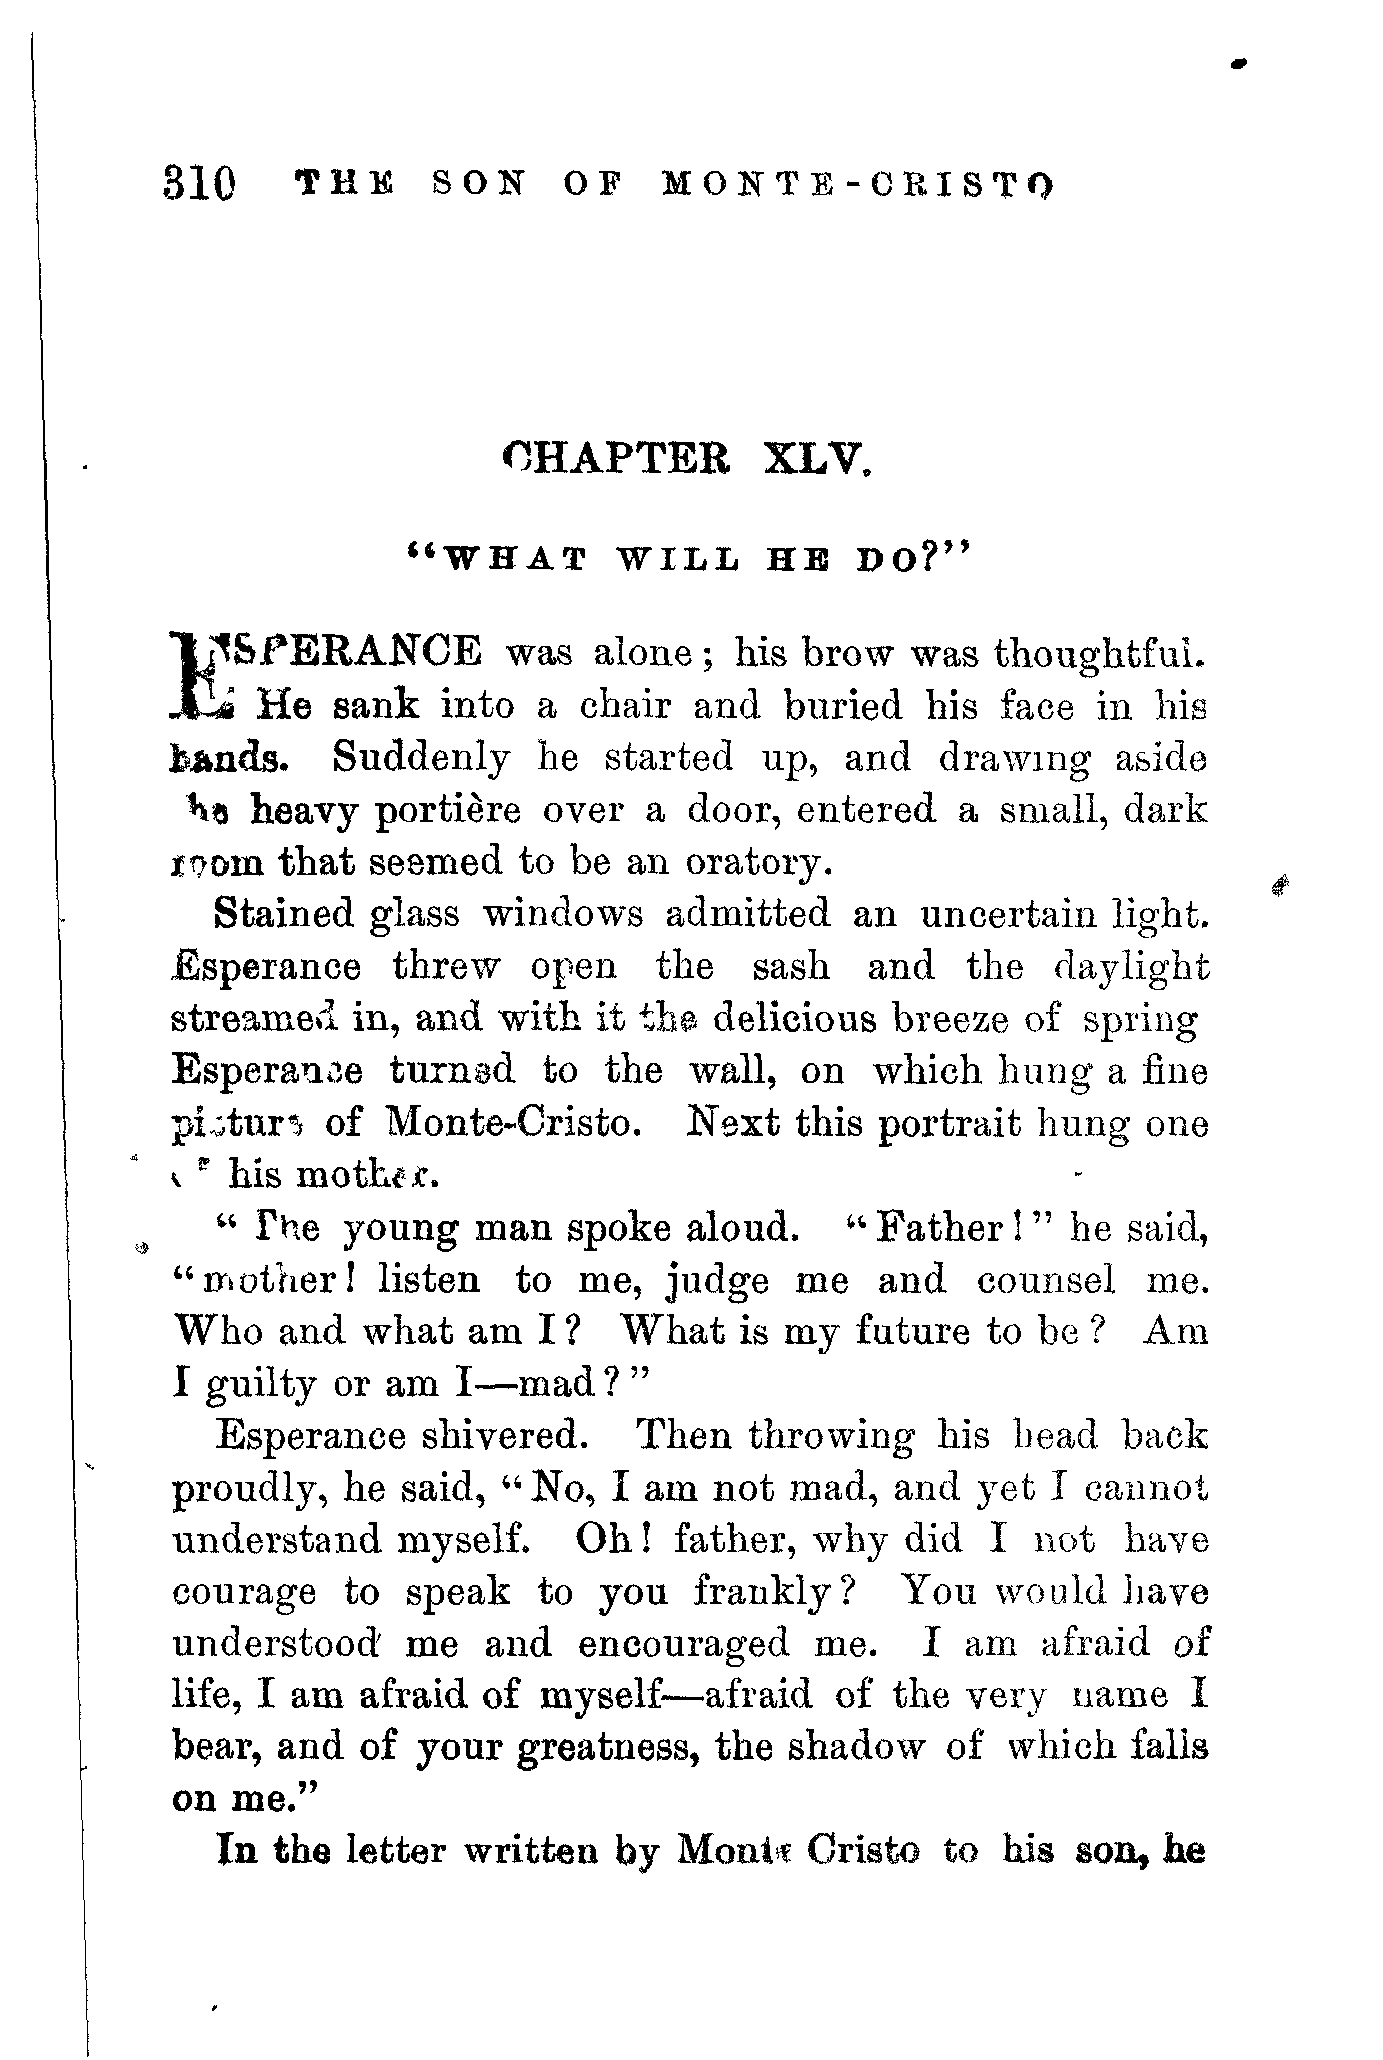 310 THE SON OF MONTE-CRISTO
CHAPTER XLV.
"WHAT WILL HE DO?"
ESPERANCE was alone; his brow was thoughtful.
He sank into a chair and buried his face in his
hands. Suddenly he started up, and drawing aside
he heavy portière over a door, entered a small, dark
room that seemed to be an oratory.
Stained glass windows admitted an uncertain light.
Esperance threw open the sash and the daylight
streamed in, and with it the delicious breeze of spring
Esperance turned to the wall, on which hung a fine
picture of Monte-Cristo. Next this portrait hung one
his mother.
"The young man spoke aloud. "Father!" he said,
"mother! listen to me, judge me and counsel me.
Who and what am I? What is my future to be? Am
I guilty or am I—mad?"
Esperance shivered. Then throwing his head back
proudly, he said, "No, I am not mad, and yet I cannot
understand myself. Oh! father, why did I not have
courage to speak to you frankly? You would have
understood me and encouraged me. I am afraid of
life, I am afraid of myself—afraid of the very name I
bear, and of your greatness, the shadow of which falls
on me."
In the letter written by Monte Cristo to his son, he